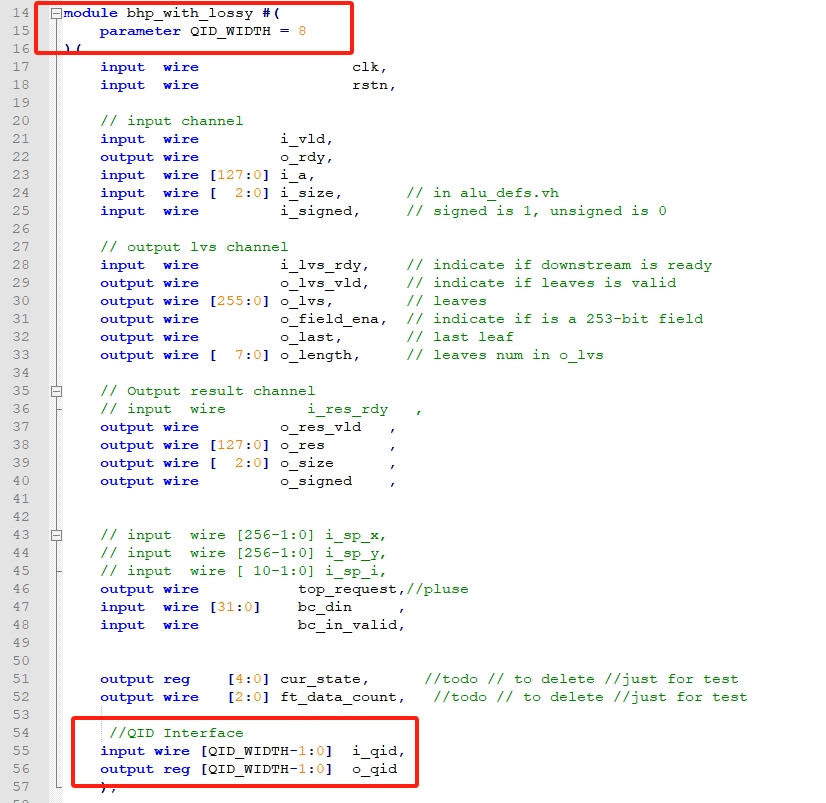 14 module bhp_with_lossy #(
15 parameter QID_WIDTH = 8
16 )(
17 input wire clk,
18 input wire rstn,
19
20 // input channel
21 input wire i_vld,
22 output wire o_rdy,
23 input wire [127:0] i_a,
24 input wire [ 2:0] i_size, // in alu_defs.vh
25 input wire i_signed, // signed is 1, unsigned is 0
26
27 // output lvs channel
28 input wire i_lvs_rdy, // indicate if downstream is ready
29 output wire o_lvs_vld, // indicate if leaves is valid
30 output wire [255:0] o_lvs, // leaves
31 output wire o_field_ena, // indicate if is a 253-bit field
32 output wire o_last, // last leaf
33 output wire [ 7:0] o_length, // leaves num in o_lvs
34
35 // Output result channel
36 // input wire i_res_rdy ,
37 output wire o_res_vld ,
38 output wire [127:0] o_res ,
39 output wire [ 2:0] o_size ,
40 output wire o_signed ,
41
42
43 // input wire [256-1:0] i_sp_x,
44 // input wire [256-1:0] i_sp_y,
45 // input wire [ 10-1:0] i_sp_i,
46 output wire top_request,//pluse
47 input wire [31:0] bc_din ,
48 input wire bc_in_valid,
49
50
51 output reg [4:0] cur_state, //todo // to delete //just for test
52 output wire [2:0] ft_data_count, //todo // to delete //just for test
53
54 //QID Interface
55 input wire [QID_WIDTH-1:0] i_qid,
56 output reg [QID_WIDTH-1:0] o_qid
57 );